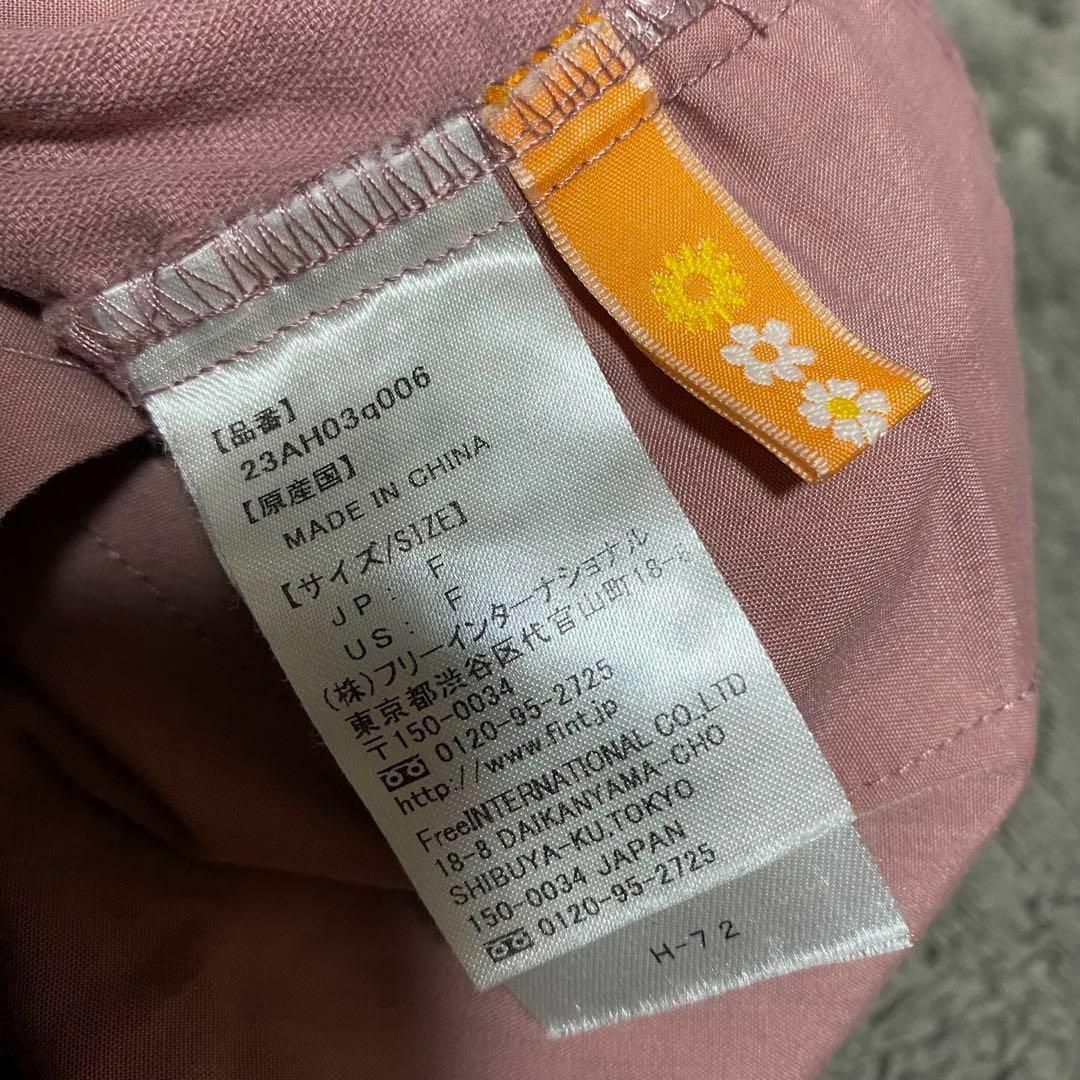 【品番】
23AH03q006
【原産国】
MADE IN CHINA
【サイズ/SIZE】
JP: F
US: F
(株)フリーインターナショナル
東京都渋谷区代官山町18-8
〒150-0034
0120-95-2725
http://www.fint.jp
FreeINTERNATIONAL CO.,LTD
18-8 DAIKANYAMA-CHO
SHIBUYA-KU,TOKYO
150-0034 JAPAN
0120-95-2725
H-72